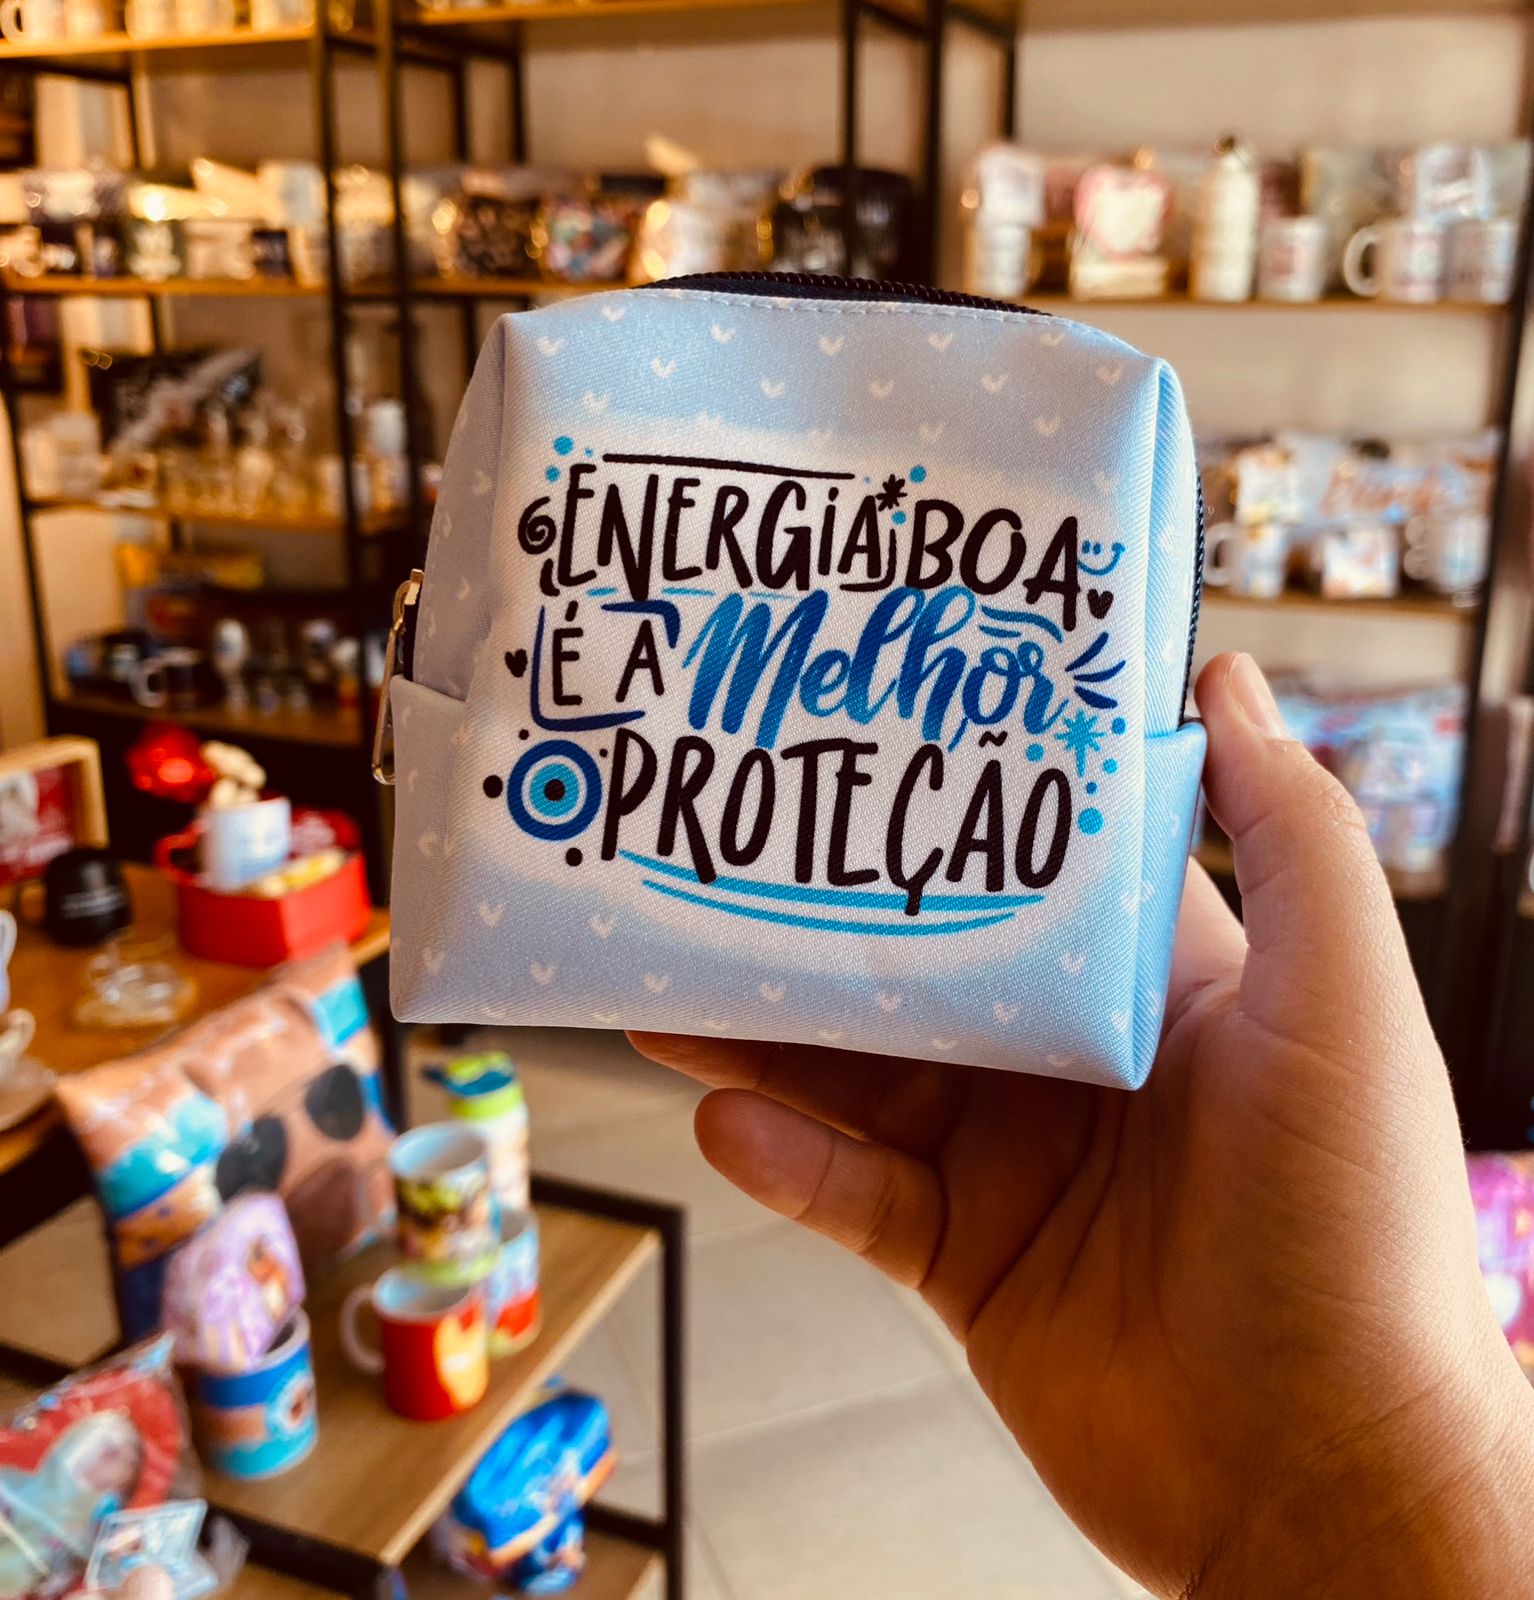 ENERGIA BOA
É A Melhor
PROTEÇÃO